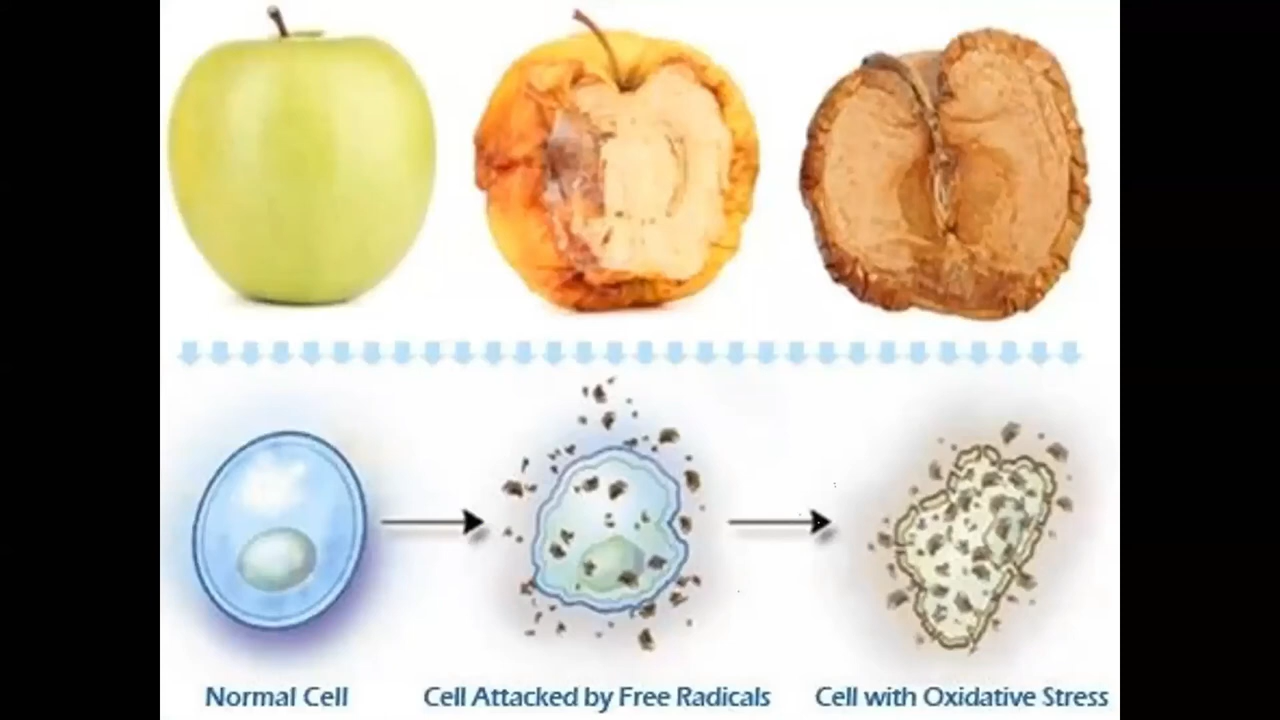 Normal Cell
Cell Attacked by Free Radicals
Cell with Oxidative Stress